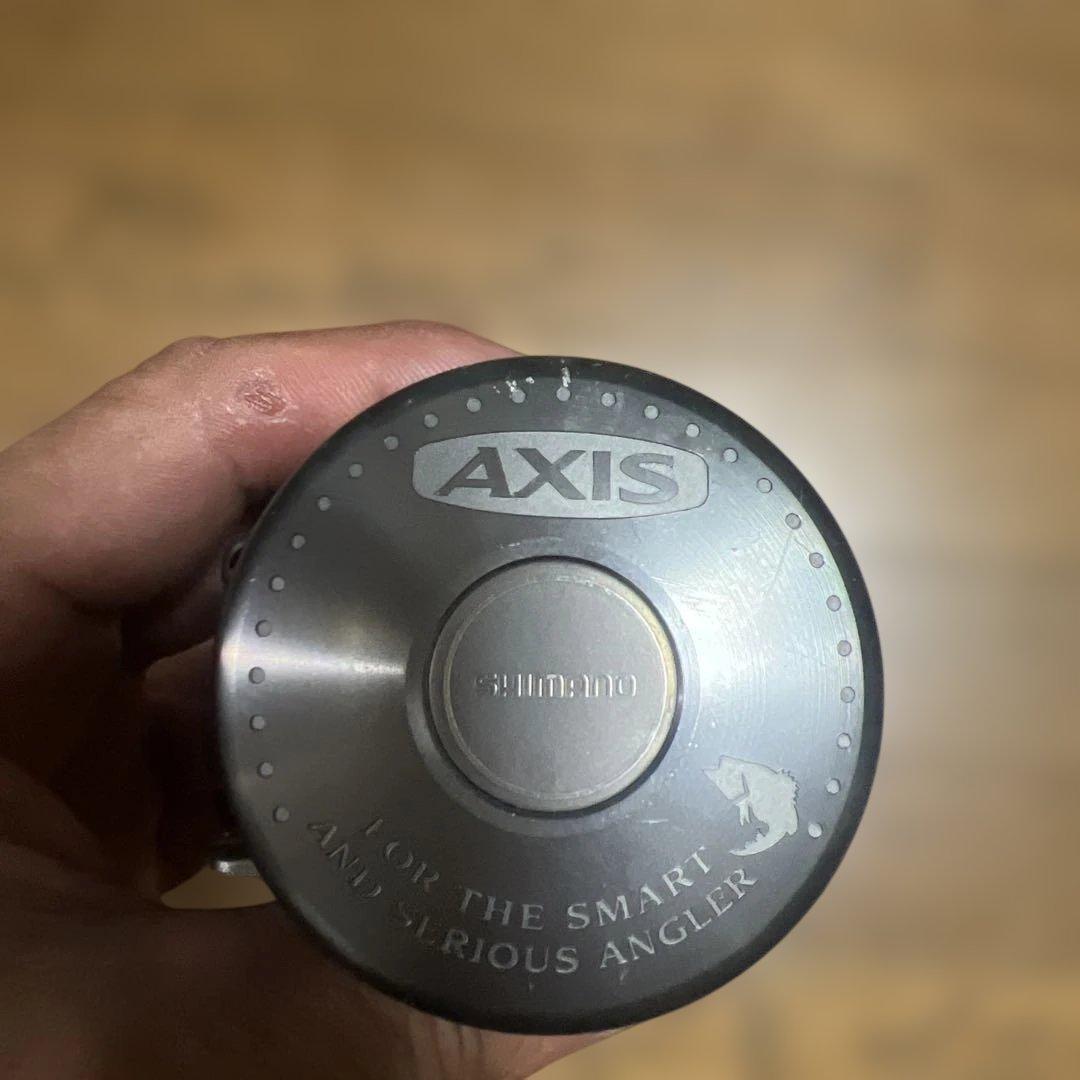 AXIS
SHIMANO
FOR THE SMART
AND SERIOUS ANGLER